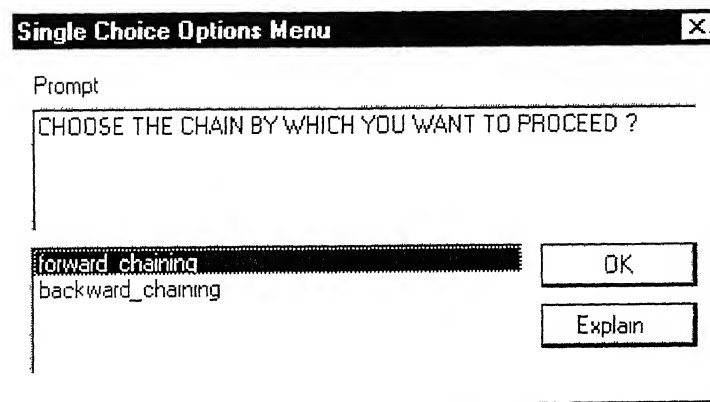 Single Choice Options Menu
Prompt
CHOOSE THE CHAIN BY WHICH YOU WANT TO PROCEED ?
forward_chaining
backward_chaining
OK
Explain